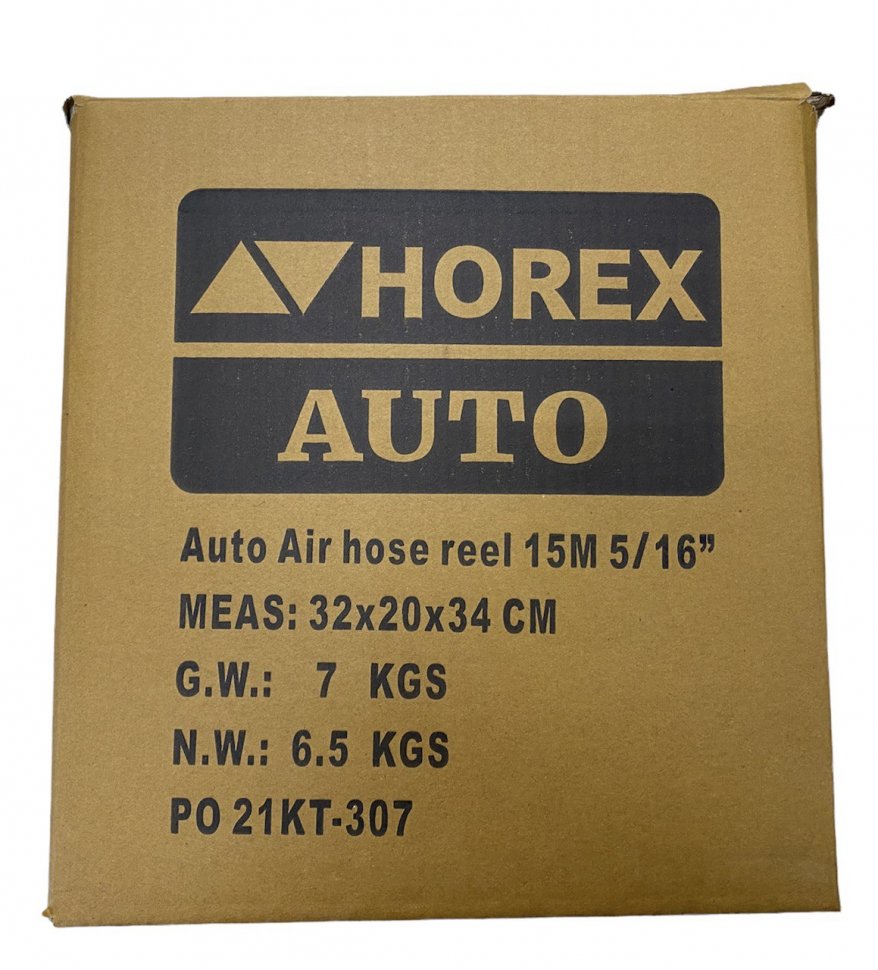 HOREX
AUTO
Auto Air hose reel 15M 5/16”
MEAS: 32x20x34 CM
G.W.: 7 KGS
N.W.: 6.5 KGS
PO 21KT-307